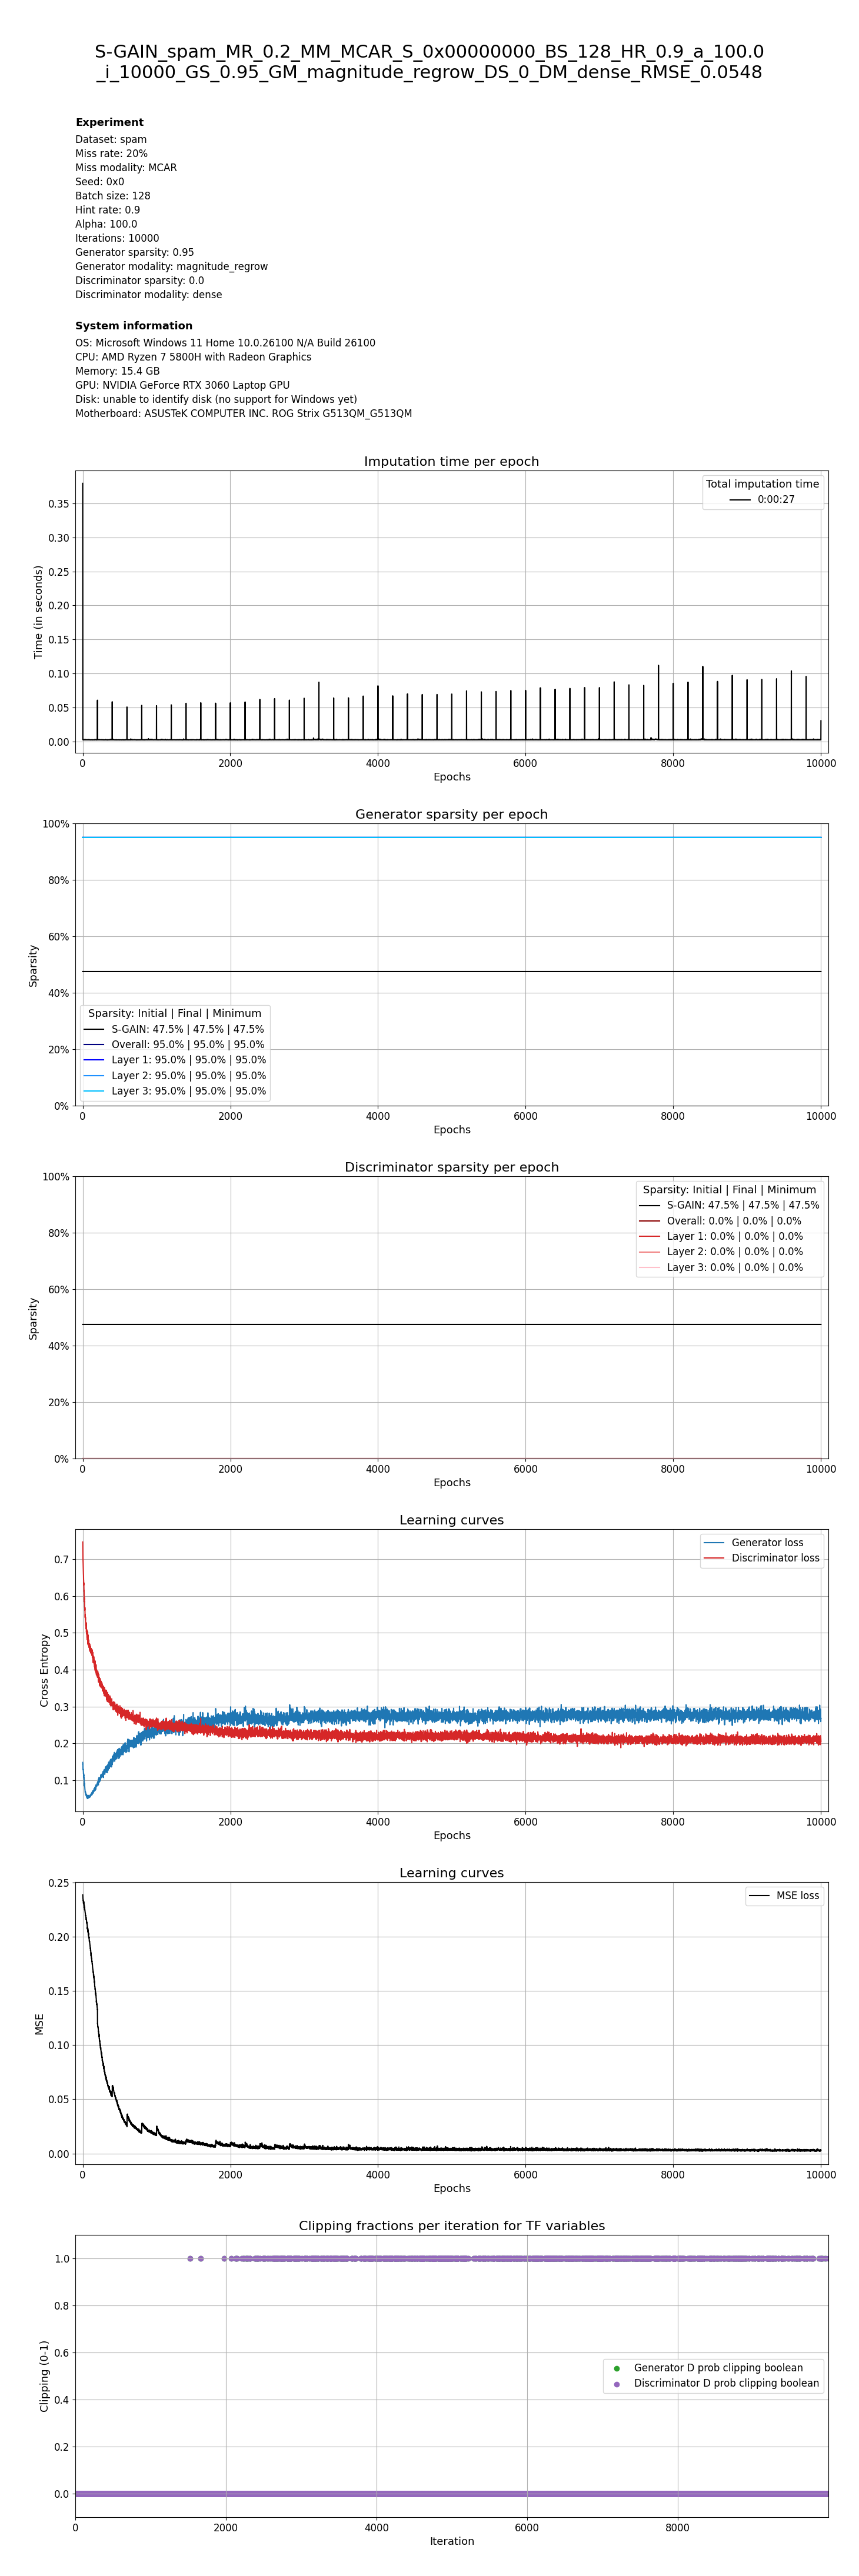 S-GAIN_spam_MR_0.2_MM_MCAR_S_0x00000000_BS_128_HR_0.9_a_100.0
_i_10000_GS_0.95_GM_magnitude_regrow_DS_0_DM_dense_RMSE_0.0548
Experiment
Dataset: spam
Miss rate: 20%
Miss modality: MCAR
Seed: 0x0
Batch size: 128
Hint rate: 0.9
Alpha: 100.0
Iterations: 10000
Generator sparsity: 0.95
Generator modality: magnitude_regrow
Discriminator sparsity: 0.0
Discriminator modality: dense
System information
OS: Microsoft Windows 11 Home 10.0.26100 N/A Build 26100
CPU: AMD Ryzen 7 5800H with Radeon Graphics
Memory: 15.4 GB
GPU: NVIDIA GeForce RTX 3060 Laptop GPU
Disk: unable to identify disk (no support for Windows yet)
Motherboard: ASUSTeK COMPUTER INC. ROG Strix G513QM_G513QM
Imputation time per epoch
Total imputation time
0:00:27
0.35
0.30
0.25
0.20
0.15
0.10
0.05
0.00
Time (in seconds)
0 2000 4000 6000 8000 10000
Epochs
Generator sparsity per epoch
100%
80%
60%
40%
20%
0%
Sparsity
Sparsity: Initial | Final | Minimum
S-GAIN: 47.5% | 47.5% | 47.5%
Overall: 95.0% | 95.0% | 95.0%
Layer 1: 95.0% | 95.0% | 95.0%
Layer 2: 95.0% | 95.0% | 95.0%
Layer 3: 95.0% | 95.0% | 95.0%
0 2000 4000 6000 8000 10000
Epochs
Discriminator sparsity per epoch
100%
80%
60%
40%
20%
0%
Sparsity
Sparsity: Initial | Final | Minimum
S-GAIN: 47.5% | 47.5% | 47.5%
Overall: 0.0% | 0.0% | 0.0%
Layer 1: 0.0% | 0.0% | 0.0%
Layer 2: 0.0% | 0.0% | 0.0%
Layer 3: 0.0% | 0.0% | 0.0%
0 2000 4000 6000 8000 10000
Epochs
Learning curves
Generator loss
Discriminator loss
0.7
0.6
0.5
0.4
0.3
0.2
0.1
Cross Entropy
0 2000 4000 6000 8000 10000
Epochs
Learning curves
MSE loss
0.25
0.20
0.15
0.10
0.05
0.00
MSE
0 2000 4000 6000 8000 10000
Epochs
Clipping fractions per iteration for TF variables
1.0
0.8
0.6
0.4
0.2
0.0
Clipping (0-1)
Generator D prob clipping boolean
Discriminator D prob clipping boolean
0 2000 4000 6000 8000
Iteration